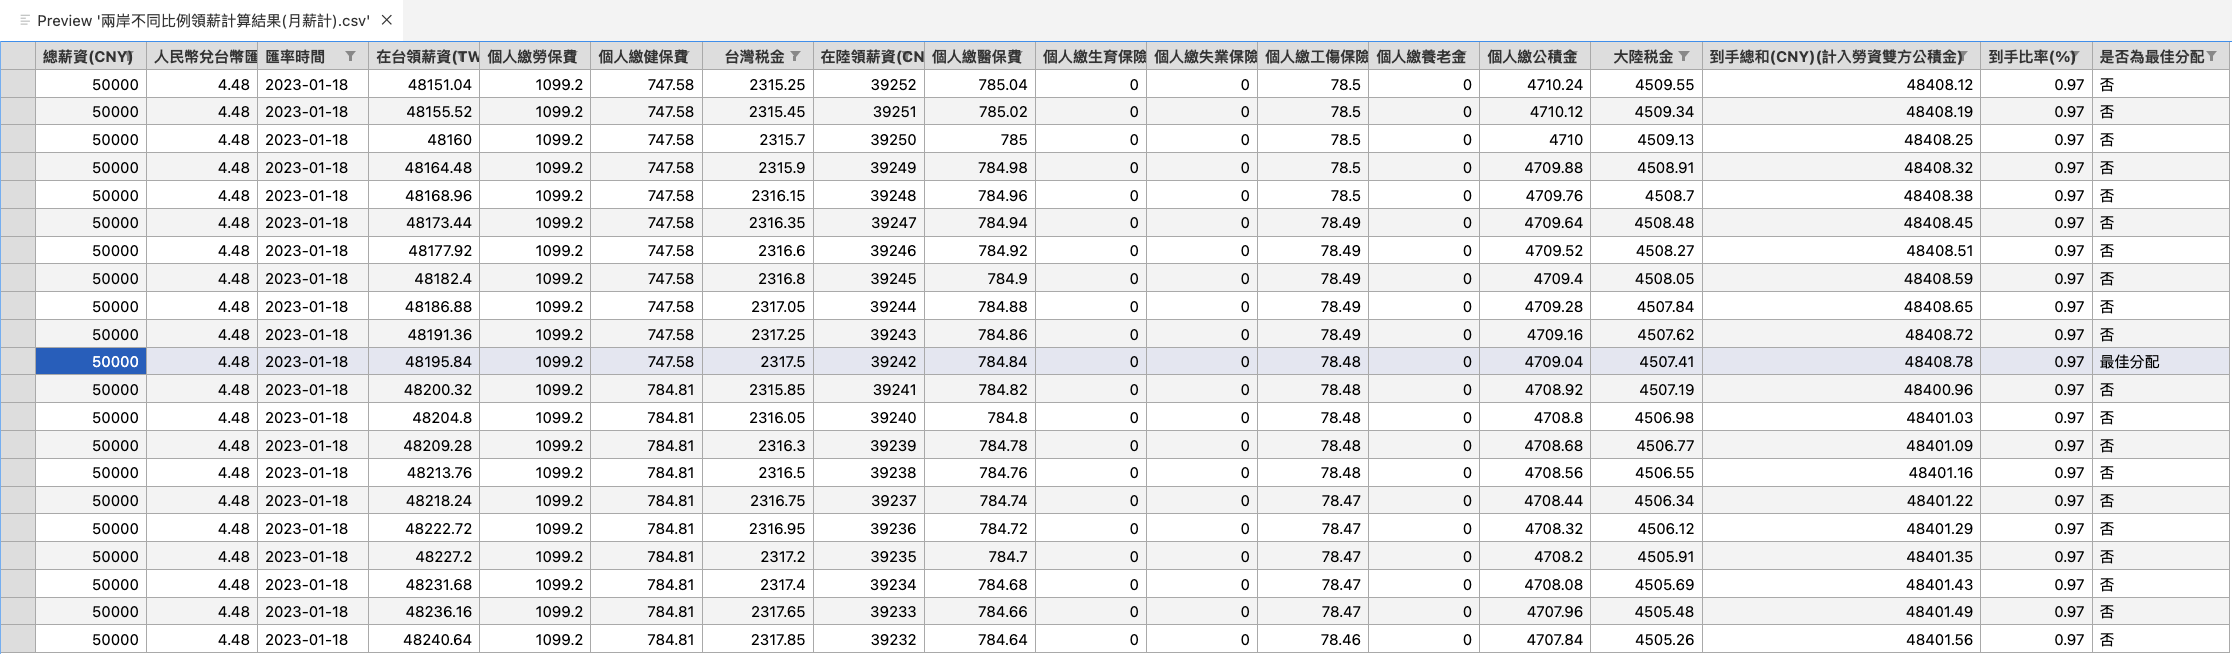 Preview '兩岸不同比例領薪計算結果(月薪計).csv' ×
總薪資(CNY) 人民幣兌台幣匯 匯率時間 在台領薪資(TW 個人繳勞保費 個人繳健保費 台灣稅金 在陸領薪資(CN 個人繳醫保費 個人繳生育保險 個人繳失業保險 個人繳工傷保險 個人繳養老金 個人繳公積金 大陸稅金 到手總和(CNY)(計入勞資雙方公積金) 到手比率(%) 是否為最佳分配
50000 4.48 2023-01-18 48151.04 1099.2 747.58 2315.25 39252 785.04 0 0 78.5 0 4710.24 4509.55 48408.12 0.97 否
50000 4.48 2023-01-18 48155.52 1099.2 747.58 2315.45 39251 785.02 0 0 78.5 0 4710.12 4509.34 48408.19 0.97 否
50000 4.48 2023-01-18 48160 1099.2 747.58 2315.7 39250 785 0 0 78.5 0 4710 4509.13 48408.25 0.97 否
50000 4.48 2023-01-18 48164.48 1099.2 747.58 2315.9 39249 784.98 0 0 78.5 0 4709.88 4508.91 48408.32 0.97 否
50000 4.48 2023-01-18 48168.96 1099.2 747.58 2316.15 39248 784.96 0 0 78.5 0 4709.76 4508.7 48408.38 0.97 否
50000 4.48 2023-01-18 48173.44 1099.2 747.58 2316.35 39247 784.94 0 0 78.49 0 4709.64 4508.48 48408.45 0.97 否
50000 4.48 2023-01-18 48177.92 1099.2 747.58 2316.6 39246 784.92 0 0 78.49 0 4709.52 4508.27 48408.51 0.97 否
50000 4.48 2023-01-18 48182.4 1099.2 747.58 2316.8 39245 784.9 0 0 78.49 0 4709.4 4508.05 48408.59 0.97 否
50000 4.48 2023-01-18 48186.88 1099.2 747.58 2317.05 39244 784.88 0 0 78.49 0 4709.28 4507.84 48408.65 0.97 否
50000 4.48 2023-01-18 48191.36 1099.2 747.58 2317.25 39243 784.86 0 0 78.49 0 4709.16 4507.62 48408.72 0.97 否
50000 4.48 2023-01-18 48195.84 1099.2 747.58 2317.5 39242 784.84 0 0 78.48 0 4709.04 4507.41 48408.78 0.97 最佳分配
50000 4.48 2023-01-18 48200.32 1099.2 784.81 2315.85 39241 784.82 0 0 78.48 0 4708.92 4507.19 48400.96 0.97 否
50000 4.48 2023-01-18 48204.8 1099.2 784.81 2316.05 39240 784.8 0 0 78.48 0 4708.8 4506.98 48401.03 0.97 否
50000 4.48 2023-01-18 48209.28 1099.2 784.81 2316.3 39239 784.78 0 0 78.48 0 4708.68 4506.77 48401.09 0.97 否
50000 4.48 2023-01-18 48213.76 1099.2 784.81 2316.5 39238 784.76 0 0 78.48 0 4708.56 4506.55 48401.16 0.97 否
50000 4.48 2023-01-18 48218.24 1099.2 784.81 2316.75 39237 784.74 0 0 78.47 0 4708.44 4506.34 48401.22 0.97 否
50000 4.48 2023-01-18 48222.72 1099.2 784.81 2316.95 39236 784.72 0 0 78.47 0 4708.32 4506.12 48401.29 0.97 否
50000 4.48 2023-01-18 48227.2 1099.2 784.81 2317.2 39235 784.7 0 0 78.47 0 4708.2 4505.91 48401.35 0.97 否
50000 4.48 2023-01-18 48231.68 1099.2 784.81 2317.4 39234 784.68 0 0 78.47 0 4708.08 4505.69 48401.43 0.97 否
50000 4.48 2023-01-18 48236.16 1099.2 784.81 2317.65 39233 784.66 0 0 78.47 0 4707.96 4505.48 48401.49 0.97 否
50000 4.48 2023-01-18 48240.64 1099.2 784.81 2317.85 39232 784.64 0 0 78.46 0 4707.84 4505.26 48401.56 0.97 否